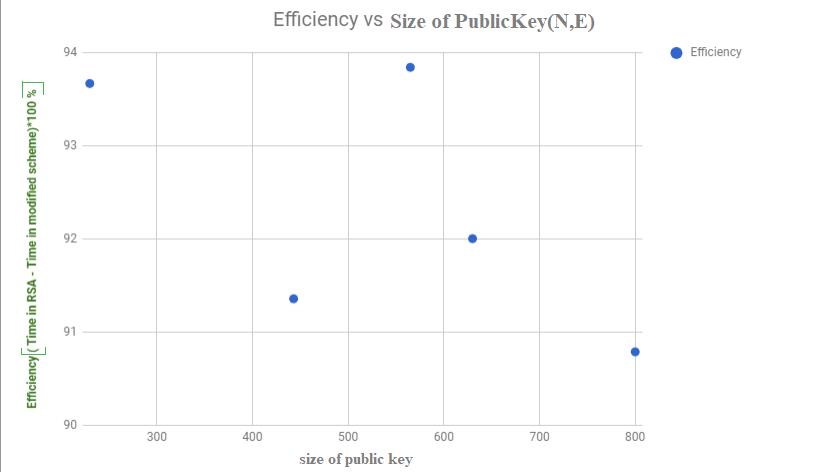 Efficiency vs Size of PublicKey(N,E)
Efficiency
94
93
92
91
90
Efficiency[ ( Time in RSA - Time in modified scheme)*100 % ]
300 400 500 600 700 800
size of public key